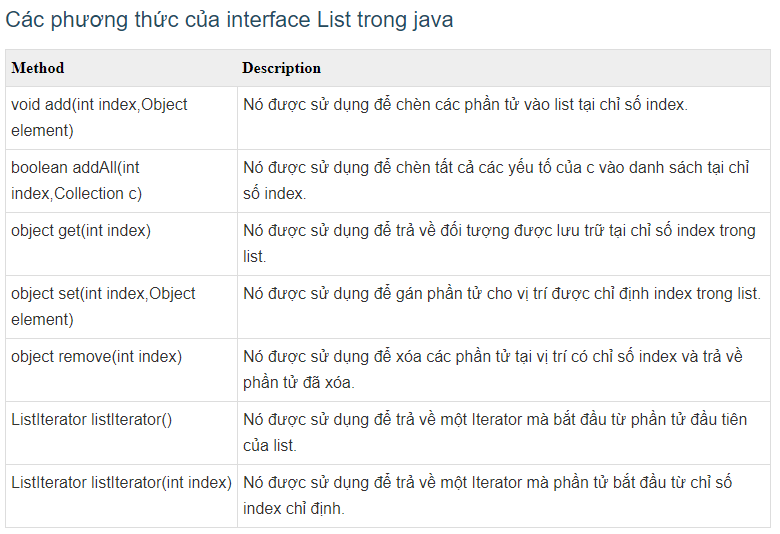 Các phương thức của interface List trong java
Method
Description
void add(int index,Object
element)
Nó được sử dụng để chèn các phần tử vào list tại chỉ số index.
boolean addAll(int
index,Collection c)
Nó được sử dụng để chèn tất cả các yếu tố của c vào danh sách tại chỉ
số index.
object get(int index)
Nó được sử dụng để trả về đối tượng được lưu trữ tại chỉ số index trong
list.
object set(int index,Object
element)
Nó được sử dụng để gán phần tử cho vị trí được chỉ định index trong list.
object remove(int index)
Nó được sử dụng để xóa các phần tử tại vị trí có chỉ số index và trả về
phần tử đã xóa.
ListIterator listIterator()
Nó được sử dụng để trả về một Iterator mà bắt đầu từ phần tử đầu tiên
của list.
ListIterator listIterator(int index)
Nó được sử dụng để trả về một Iterator mà phần tử bắt đầu từ chỉ số
index chỉ định.